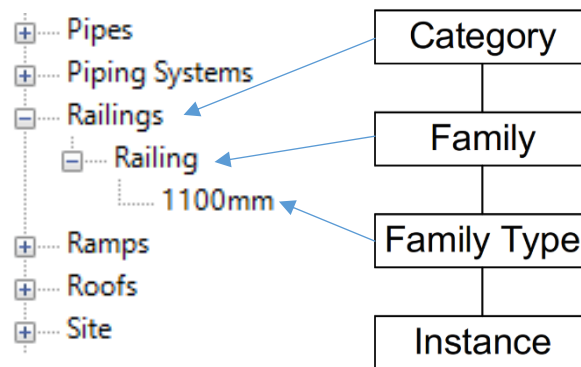 Pipes
Piping Systems
Railings
Railing
1100mm
Ramps
Roofs
Site
Category
Family
Family Type
Instance